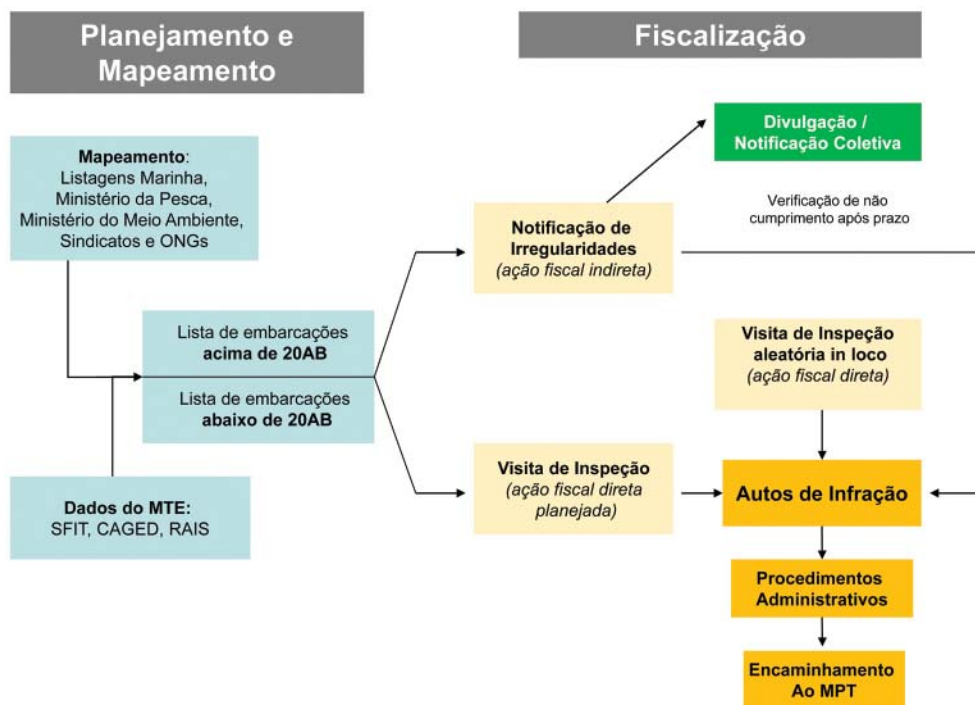 Planejamento e
Mapeamento
Fiscalização
Mapeamento:
Listagens Marinha,
Ministério da Pesca,
Ministério do Meio Ambiente,
Sindicatos e ONGs
Lista de embarcações
acima de 20AB
Lista de embarcações
abaixo de 20AB
Dados do MTE:
SFIT, CAGED, RAIS
Divulgação /
Notificação Coletiva
Notificação de
Irregularidades
(ação fiscal indireta)
Verificação de não
cumprimento após prazo
Visita de Inspeção
aleatória in loco
(ação fiscal direta)
Visita de Inspeção
(ação fiscal direta
planejada)
Autos de Infração
Procedimentos
Administrativos
Encaminhamento
Ao MPT